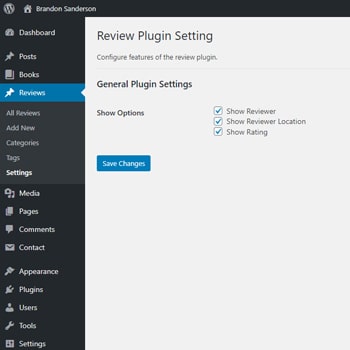 Brandon Sanderson
Dashboard
Posts
Books
Reviews
All Reviews
Add New
Categories
Tags
Settings
Media
Pages
Comments
Contact
Appearance
Plugins
Users
Tools
Settings
Review Plugin Setting
Configure features of the review plugin.
General Plugin Settings
Show Options
Show Reviewer
Show Reviewer Location
Show Rating
Save Changes